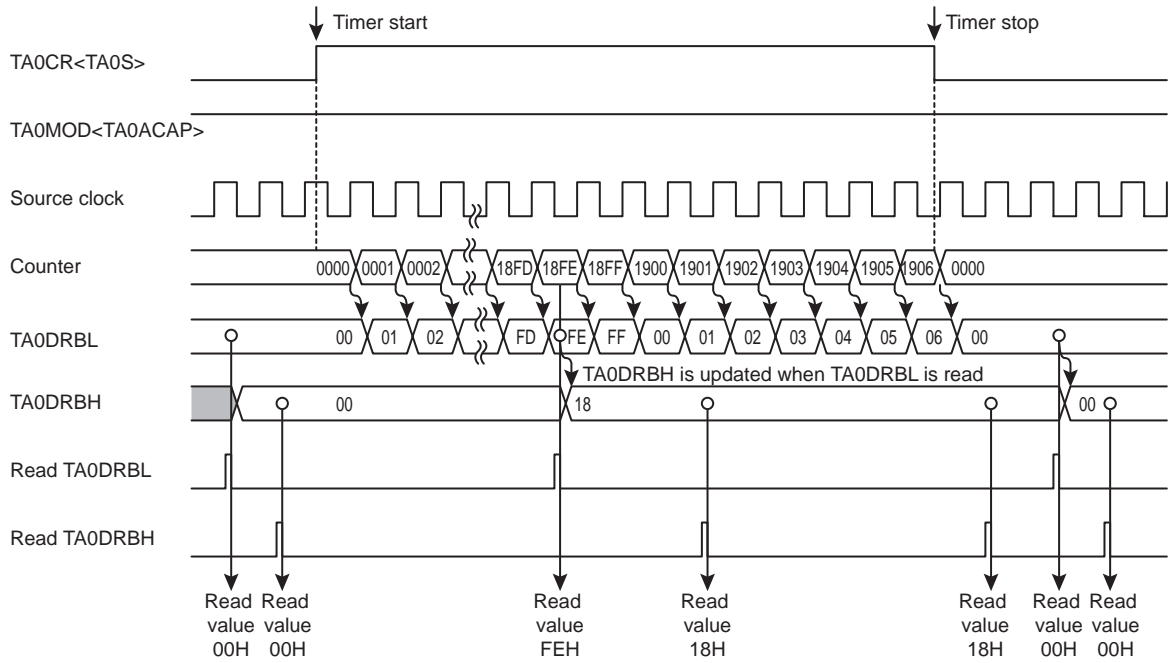 Timer start
Timer stop
TA0CR<TA0S>
TA0MOD<TA0ACAP>
Source clock
Counter
0000 0001 0002 18FD 18FE 18FF 1900 1901 1902 1903 1904 1905 1906 0000
TA0DRBL
00 01 02 FD FE FF 00 01 02 03 04 05 06 00
TA0DRBH is updated when TA0DRBL is read
TA0DRBH
00 18 00
Read TA0DRBL
Read TA0DRBH
Read Read Read Read Read Read Read
value value value value value value value
00H 00H FEH 18H 18H 00H 00H